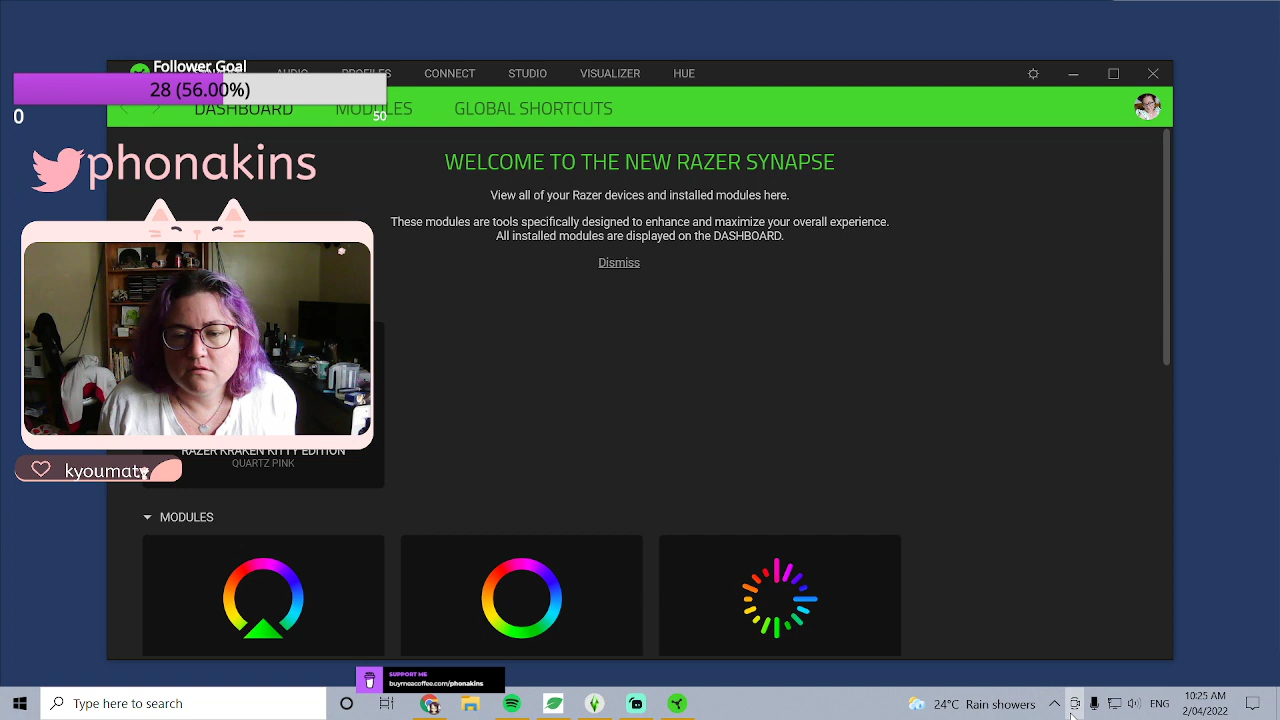 Follower Goal
28 (56.00%)
0
50
AUDIO
PROFILES
CONNECT
STUDIO
VISUALIZER
HUE
DASHBOARD
MODULES
GLOBAL SHORTCUTS
phonakins
WELCOME TO THE NEW RAZER SYNAPSE
View all of your Razer devices and installed modules here.
These modules are tools specifically designed to enhance and maximize your overall experience.
All installed modules are displayed on the DASHBOARD.
Dismiss
RAZER KRAKEN KITTY EDITION
QUARTZ PINK
MODULES
SUPPORT ME
buymeacoffee.com/phonakins
Type here to search
24°C Rain showers
ENG
10:25 AM
2/04/2022